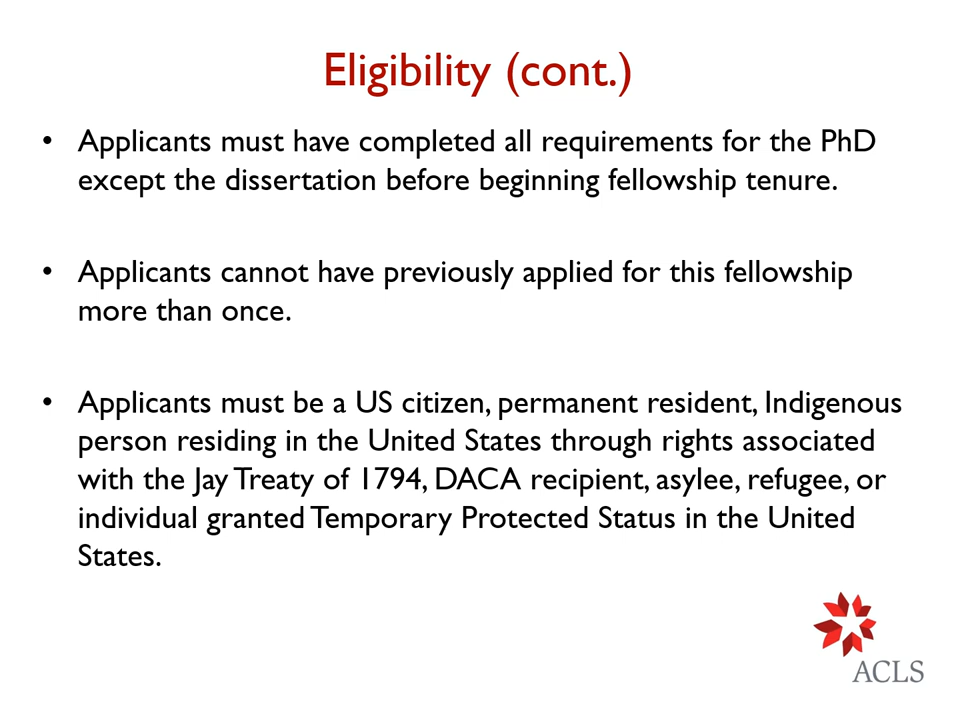 Eligibility (cont.)
• Applicants must have completed all requirements for the PhD
except the dissertation before beginning fellowship tenure.
• Applicants cannot have previously applied for this fellowship
more than once.
• Applicants must be a US citizen, permanent resident, Indigenous
person residing in the United States through rights associated
with the Jay Treaty of 1794, DACA recipient, asylee, refugee, or
individual granted Temporary Protected Status in the United
States.
ACLS